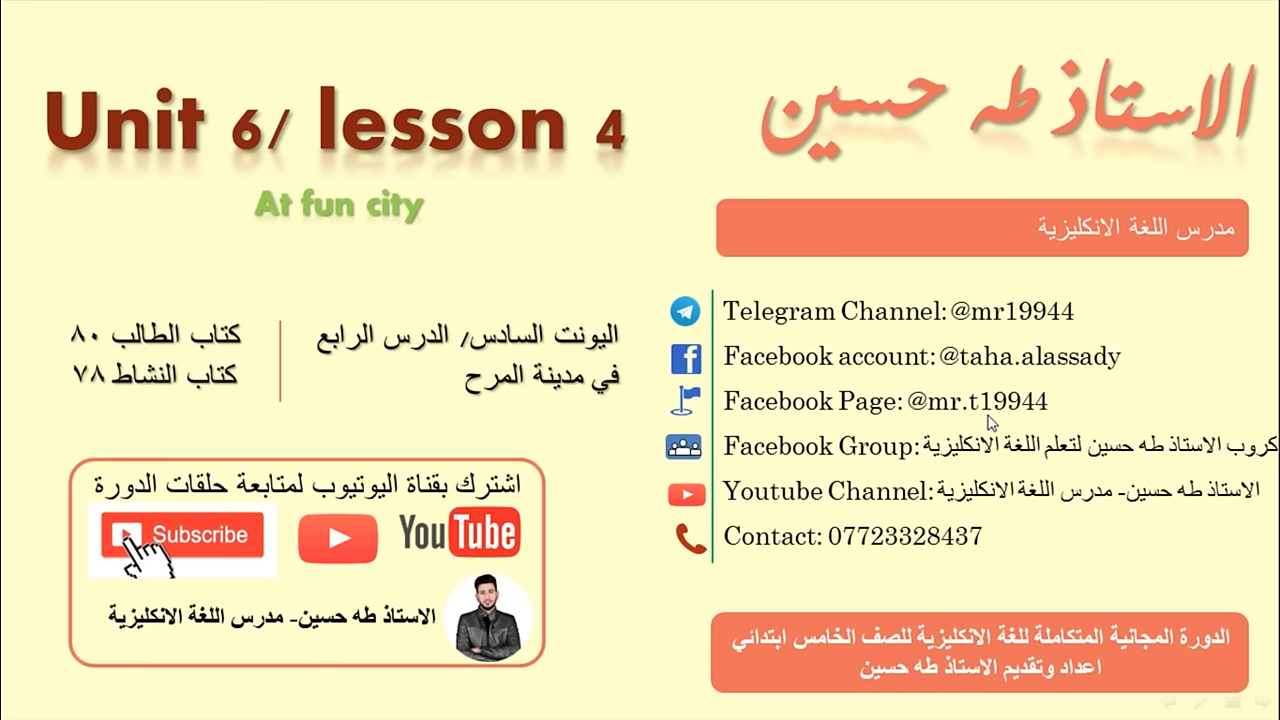 Unit 6/ lesson 4
At fun city
الاستاذ طه حسين
مدرس اللغة الانكليزية
اليونت السادس/ الدرس الرابع
في مدينة المرح
كتاب الطالب ٨٠
كتاب النشاط ٧٨
Telegram Channel: @mr19944
Facebook account: @taha.alassady
Facebook Page: @mr.t19944
Facebook Group: كروب الاستاذ طه حسين لتعلم اللغة الانكليزية
Youtube Channel: الاستاذ طه حسين- مدرس اللغة الانكليزية
Contact: 07723328437
اشترك بقناة اليوتيوب لمتابعة حلقات الدورة
Subscribe
YouTube
الاستاذ طه حسين- مدرس اللغة الانكليزية
الدورة المجانية المتكاملة للغة الانكليزية للصف الخامس ابتدائي
اعداد وتقديم الاستاذ طه حسين